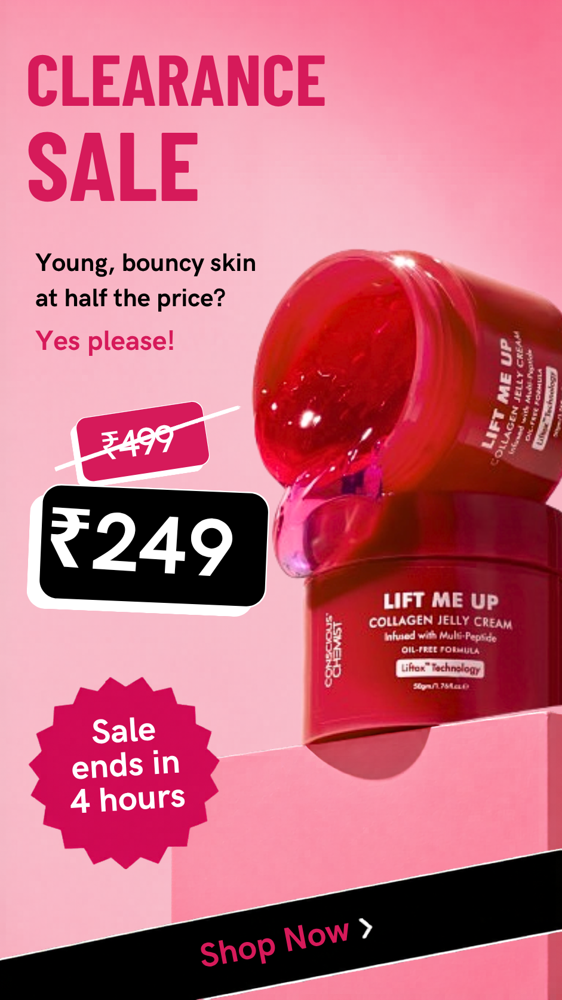 CLEARANCE
SALE
Young, bouncy skin
at half the price?
Yes please!
₹499
₹249
LIFT ME UP
COLLAGEN JELLY CREAM
Infused with Multi-Peptide
OIL-FREE FORMULA
Liftox™ Technology
CONSCIOUS
CHEMIST
LIFT ME UP
COLLAGEN JELLY CREAM
Infused with Multi-Peptide
OIL-FREE FORMULA
Liftox™ Technology
50gm/1.76fl.oz.e
Sale
ends in
4 hours
Shop Now >